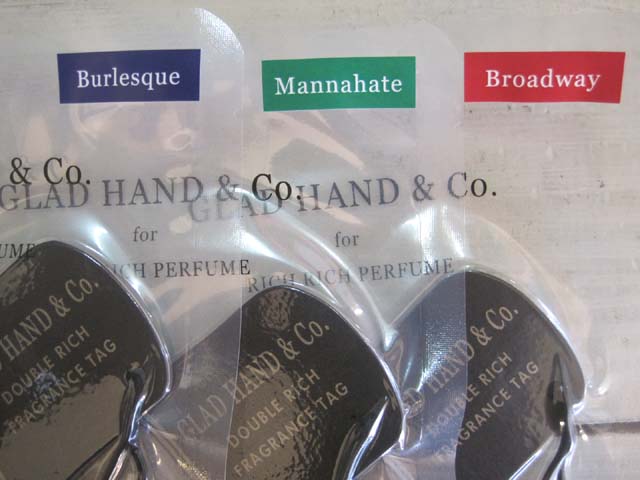 Burlesque
Mannahate
Broadway
& Co.
GLAD HAND & Co.
GLAD HAND & Co.
for
for
UME
RICH PERFUME
RICH RICH PERFUME
HAND & Co.
DOUBLE RICH
FRAGRANCE TAG
GLAD HAND & Co.
DOUBLE RICH
FRAGRANCE TAG
HAND & Co.
DOUBLE RICH
FRAGRANCE TAG